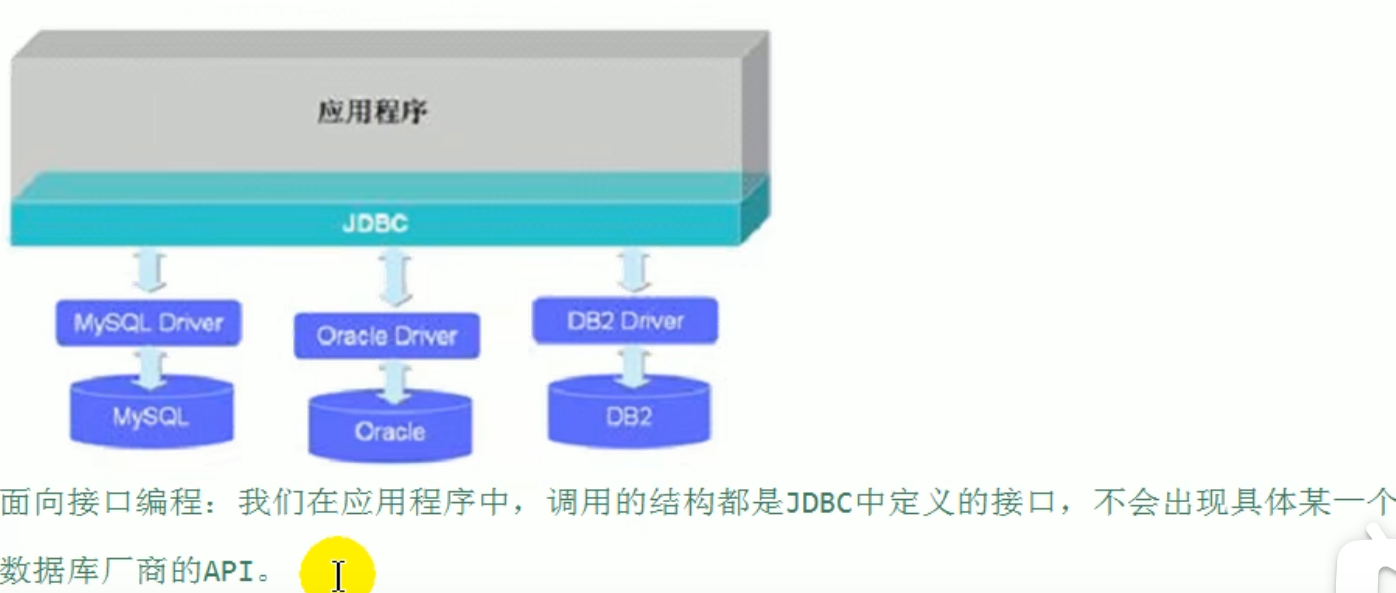 应用程序
JDBC
MySQL Driver
Oracle Driver
DB2 Driver
MySQL
Oracle
DB2
面向接口编程：我们在应用程序中，调用的结构都是JDBC中定义的接口，不会出现具体某一个
数据库厂商的API。